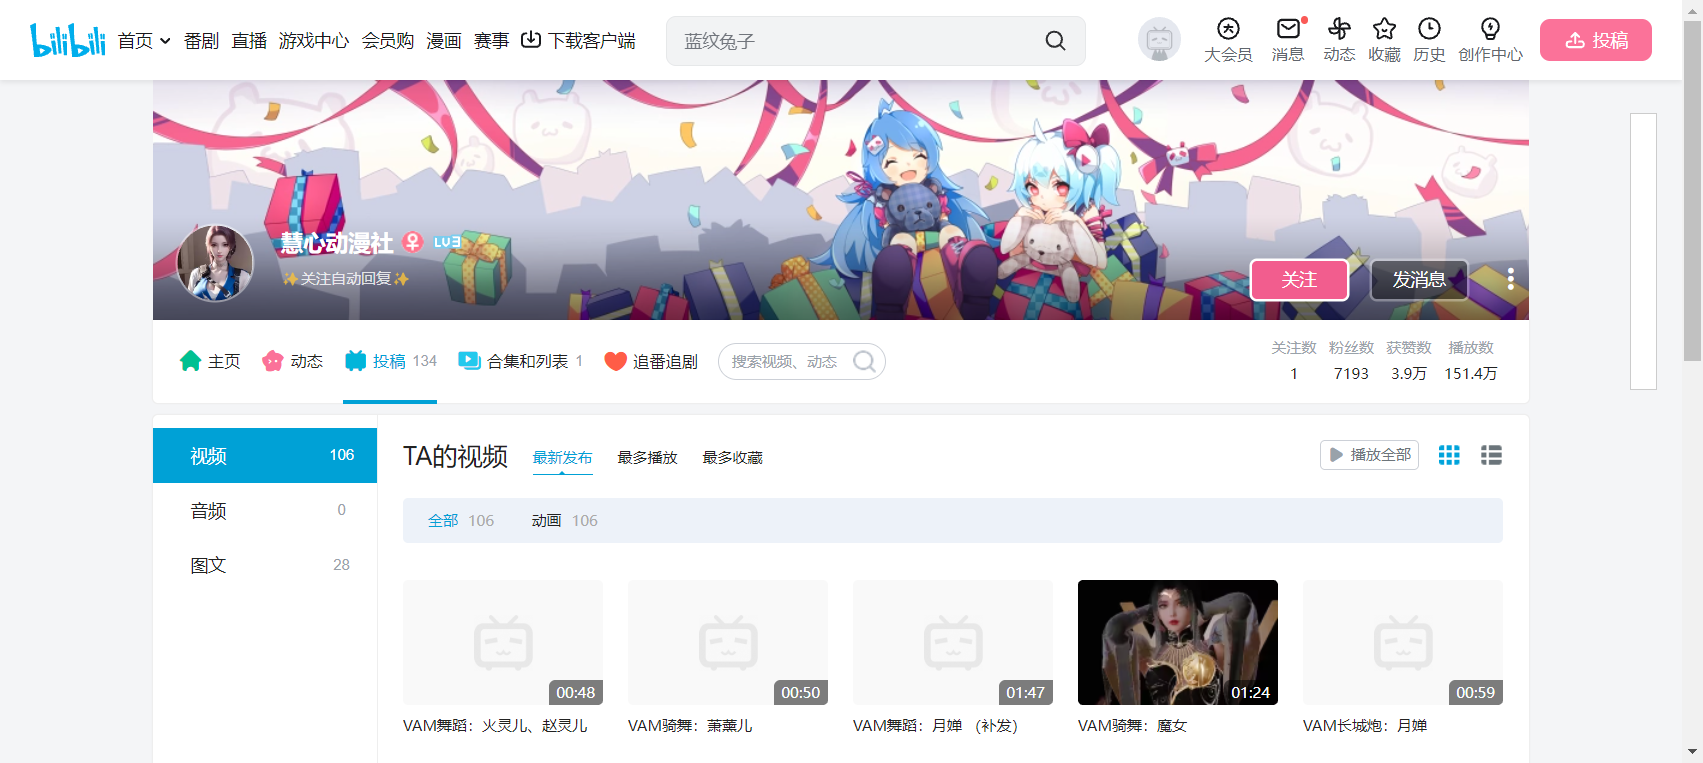 bilibili 首页 番剧 直播 游戏中心 会员购 漫画 赛事 下载客户端 蓝纹兔子 大会员 消息 动态 收藏 历史 创作中心 投稿
慧心动漫社 LV3
✨关注自动回复✨
关注 发消息
主页 动态 投稿 134 合集和列表 1 追番追剧 搜索视频、动态
关注数 粉丝数 获赞数 播放数
1 7193 3.9万 151.4万
视频 106
音频 0
图文 28
TA的视频 最新发布 最多播放 最多收藏 播放全部
全部 106 动画 106
00:48 00:50 01:47 01:24 00:59
VAM舞蹈：火灵儿、赵灵儿
VAM骑舞：萧薰儿
VAM舞蹈：月婵 （补发）
VAM骑舞：魔女
VAM长城炮：月婵